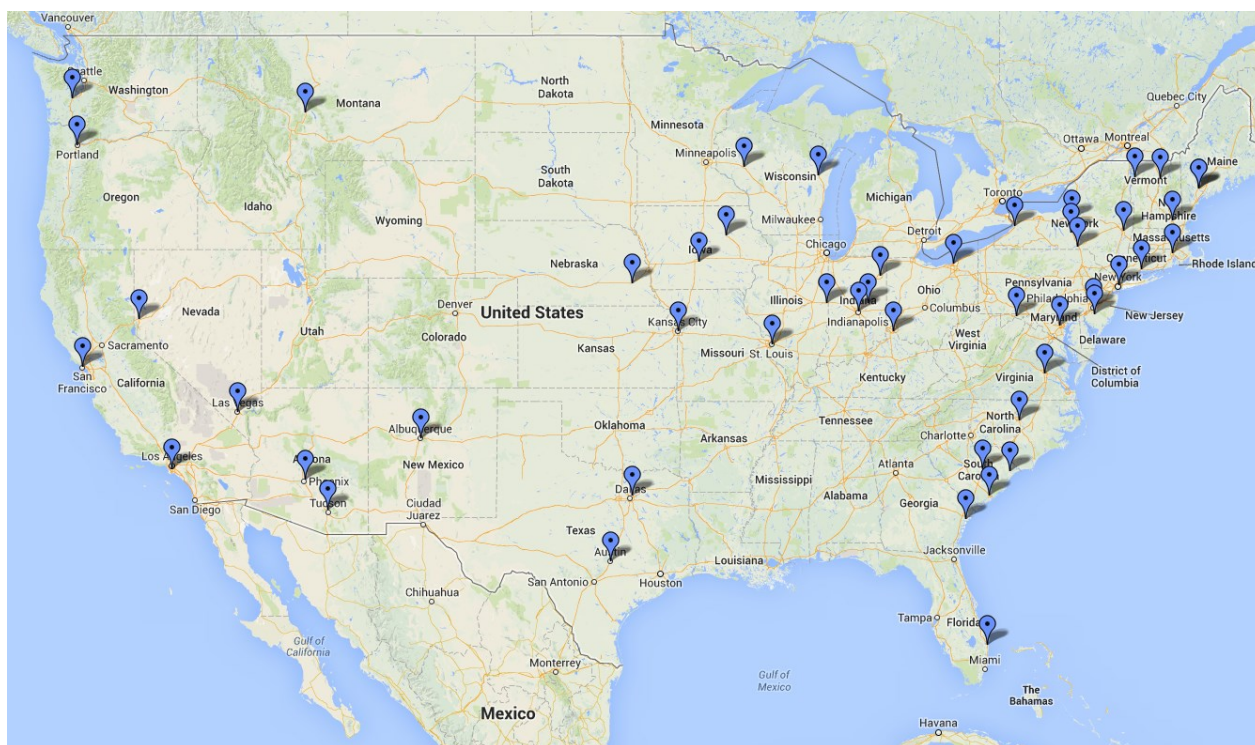 Vancouver
Quebec City
Washington
Montana
North
Dakota
Minnesota
Ottawa
Montreal
Maine
Portland
Minneapolis
Wisconsin
Vermont
Oregon
Idaho
South
Dakota
Michigan
Toronto
Hampshire
Wyoming
Milwaukee
Detroit
Massachusetts
Chicago
Connecticut
Rhode Island
Nebraska
New York
Pennsylvania
Illinois
Ohio
Philadelphia
Nevada
Denver
United States
Indianapolis
Columbus
Maryland
New Jersey
Utah
Colorado
Kansas City
Sacramento
Kansas
Missouri
St. Louis
West
Virginia
Delaware
San
Francisco
California
Kentucky
Virginia
District of
Columbia
Las Vegas
Tennessee
North
Carolina
Albuquerque
Oklahoma
Arkansas
Charlotte
Los Angeles
New Mexico
Atlanta
South
Carolina
Phoenix
Dallas
Mississippi
Alabama
Georgia
San Diego
Tucson
Ciudad
Juarez
Texas
Austin
Louisiana
Jacksonville
San Antonio
Houston
Chihuahua
Tampa
Florida
Gulf of
California
Monterrey
Gulf of
Mexico
Miami
The
Bahamas
Mexico
Havana